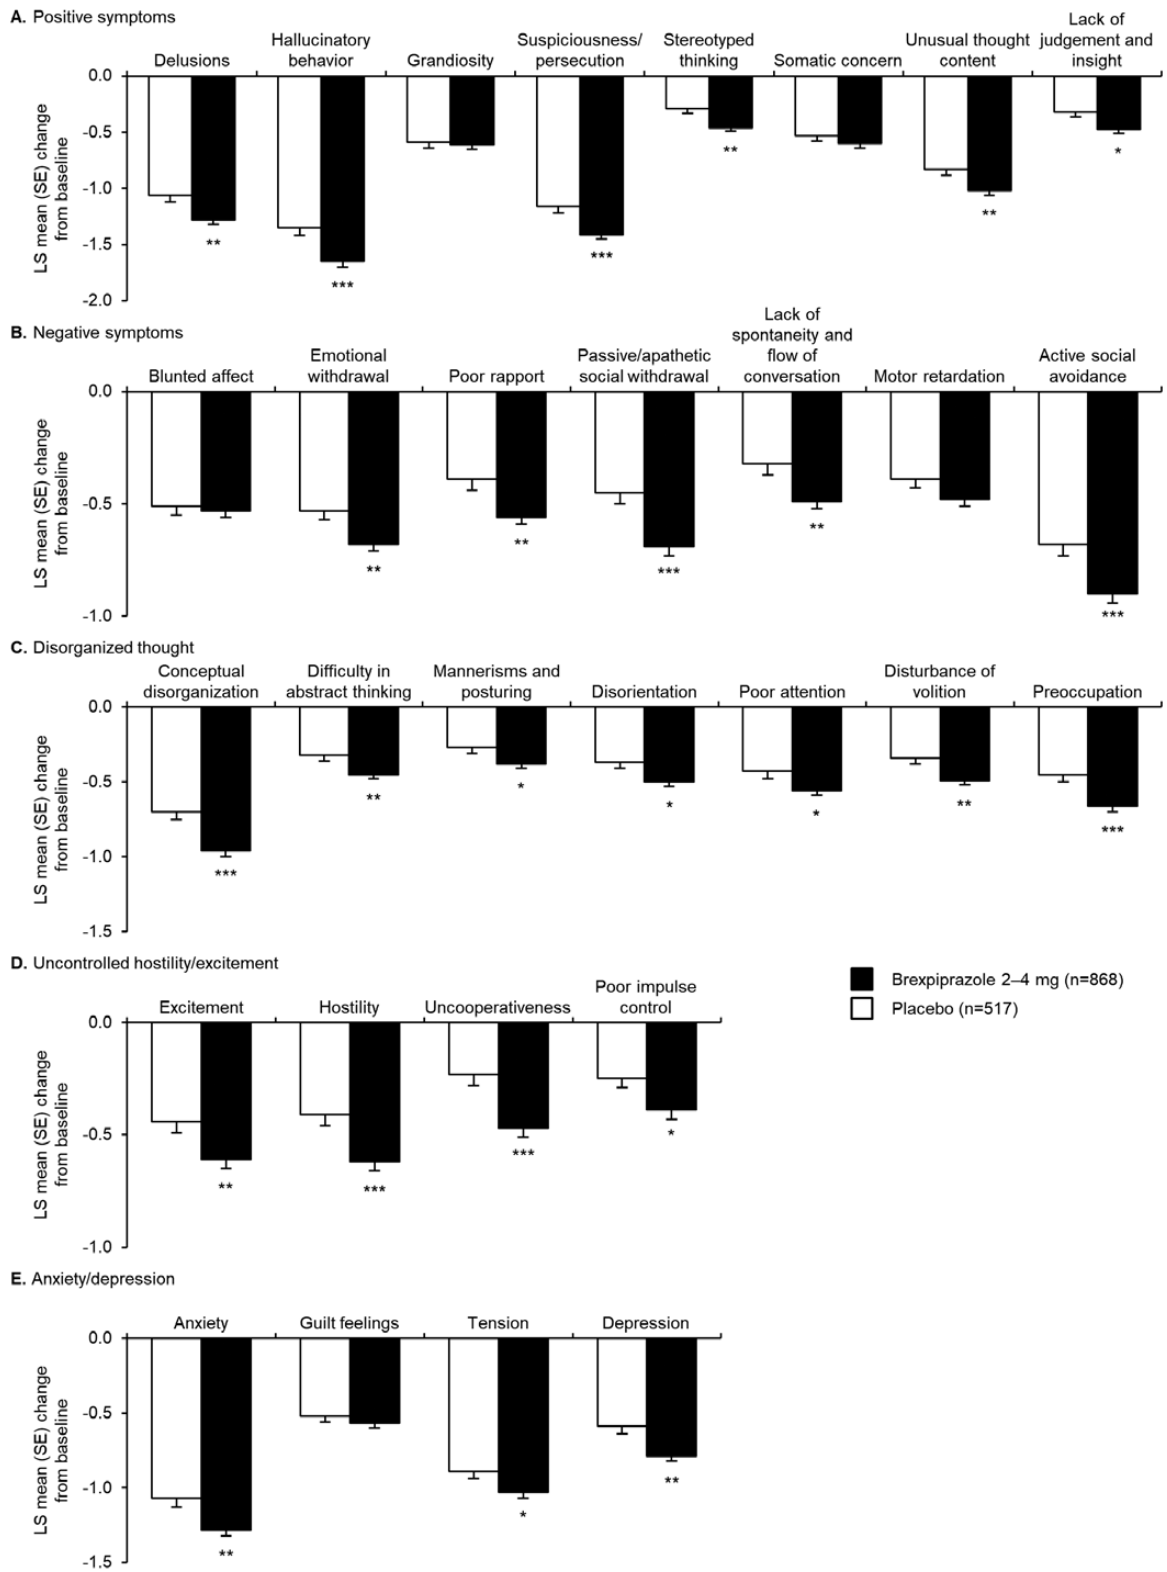 A. Positive symptoms
Delusions
Hallucinatory
behavior
Grandiosity
Suspiciousness/
persecution
Stereotyped
thinking
Somatic concern
Unusual thought
content
Lack of
judgement and
insight
LS mean (SE) change
from baseline
0.0
-0.5
-1.0
-1.5
-2.0
**
***
***
**
**
*
B. Negative symptoms
Blunted affect
Emotional
withdrawal
Poor rapport
Passive/apathetic
social withdrawal
Lack of
spontaneity and
flow of
conversation
Motor retardation
Active social
avoidance
LS mean (SE) change
from baseline
0.0
-0.5
-1.0
**
**
***
**
***
C. Disorganized thought
Conceptual
disorganization
Difficulty in
abstract thinking
Mannerisms and
posturing
Disorientation
Poor attention
Disturbance of
volition
Preoccupation
LS mean (SE) change
from baseline
0.0
-0.5
-1.0
-1.5
***
**
*
*
*
**
***
D. Uncontrolled hostility/excitement
Excitement
Hostility
Uncooperativeness
Poor impulse
control
LS mean (SE) change
from baseline
0.0
-0.5
-1.0
**
***
***
*
Brexpiprazole 2–4 mg (n=868)
Placebo (n=517)
E. Anxiety/depression
Anxiety
Guilt feelings
Tension
Depression
LS mean (SE) change
from baseline
0.0
-0.5
-1.0
-1.5
**
*
**